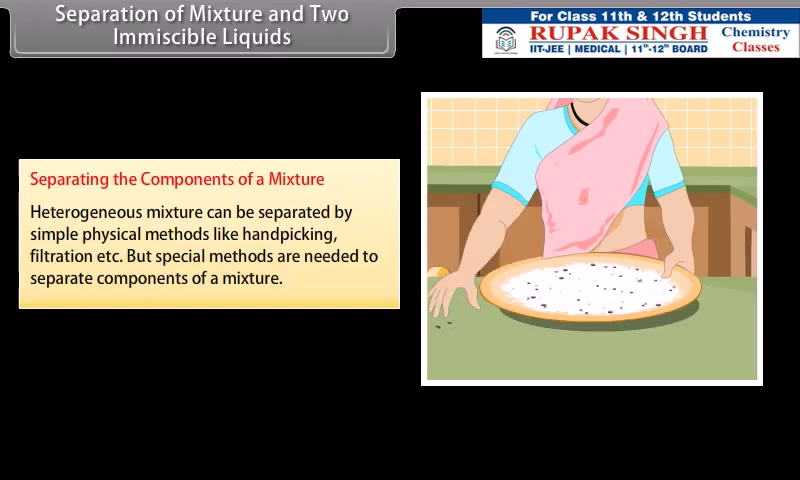 Separation of Mixture and Two
Immiscible Liquids
For Class 11th & 12th Students
RUPAK SINGH
IIT-JEE | MEDICAL | 11th-12th BOARD
Chemistry
Classes
Separating the Components of a Mixture
Heterogeneous mixture can be separated by
simple physical methods like handpicking,
filtration etc. But special methods are needed to
separate components of a mixture.